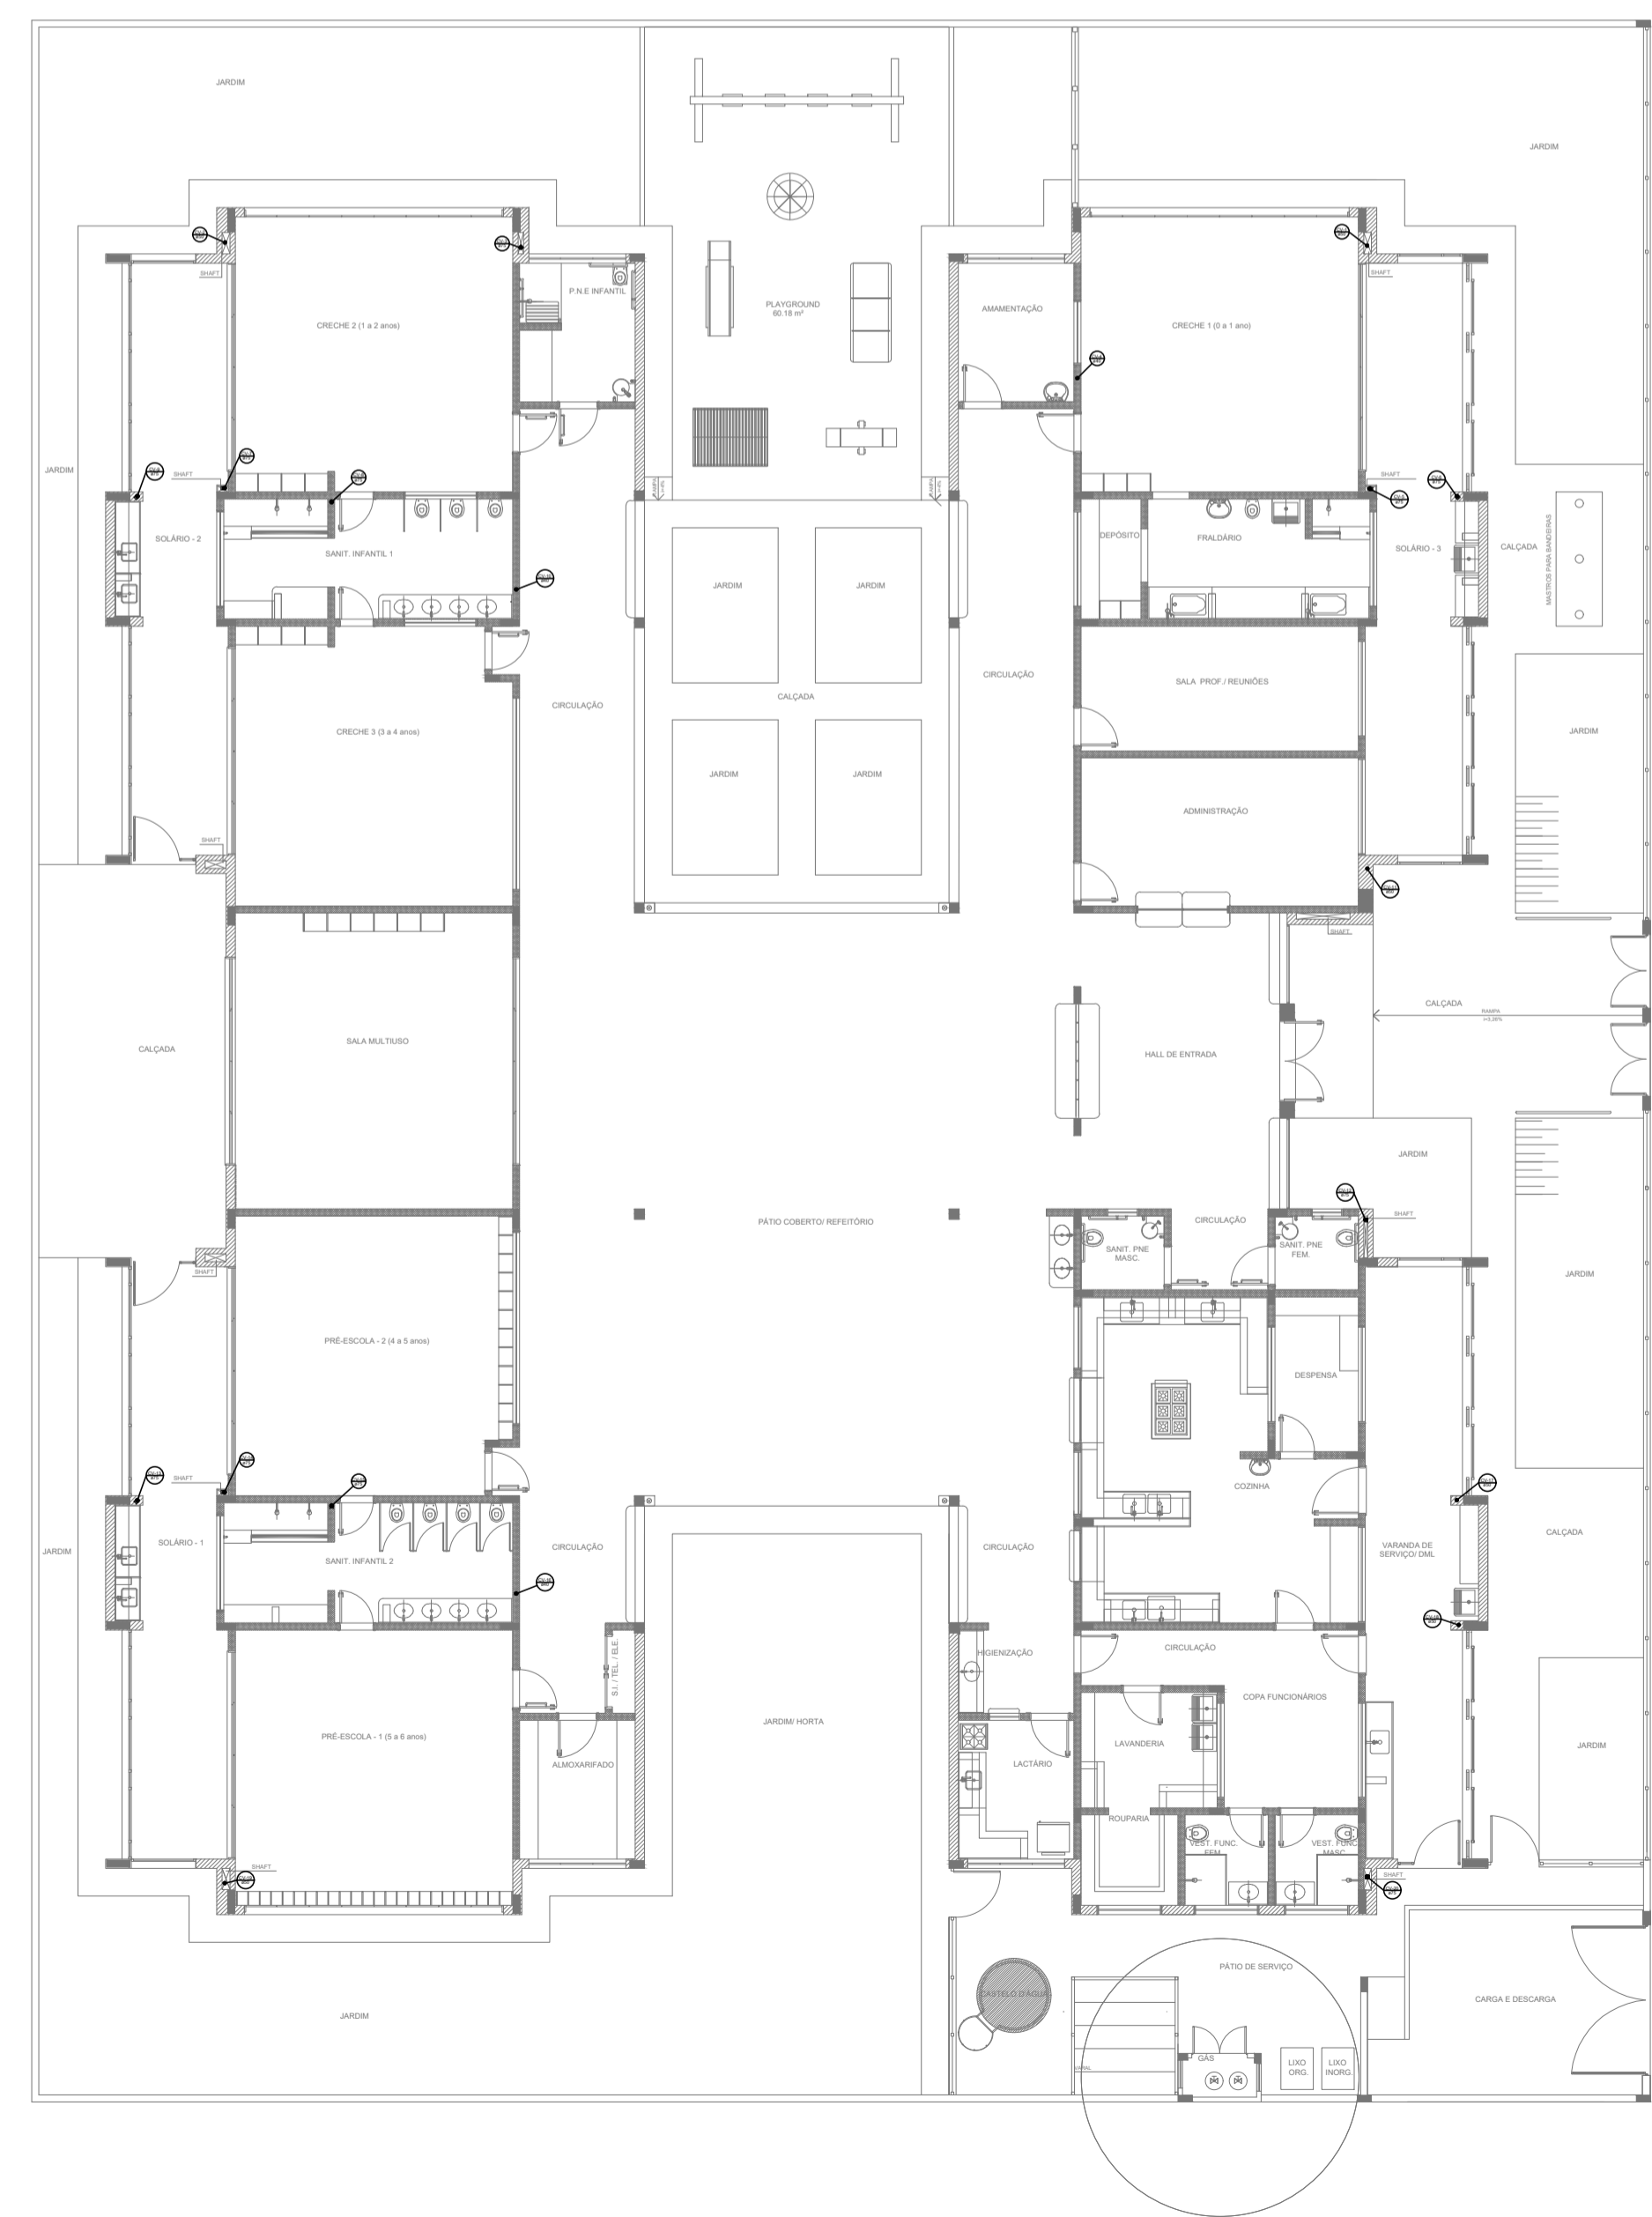 JARDIM
JARDIM
SHAFT
SHAFT
P.N.E INFANTIL
PLAYGROUND
60.18 m²
AMAMENTAÇÃO
CRECHE 2 (1 a 2 anos)
CRECHE 1 (0 a 1 ano)
JARDIM
SHAFT
SHAFT
RAMPA
RAMPA
SOLÁRIO - 2
SANIT. INFANTIL 1
DEPÓSITO
FRALDÁRIO
SOLÁRIO - 3
CALÇADA
MASTROS PARA BANDEIRAS
JARDIM
JARDIM
CIRCULAÇÃO
SALA PROF./ REUNIÕES
CALÇADA
CIRCULAÇÃO
CRECHE 3 (3 a 4 anos)
JARDIM
JARDIM
JARDIM
ADMINISTRAÇÃO
SHAFT
SHAFT
CALÇADA
RAMPA
i=3.26%
SALA MULTIUSO
CALÇADA
HALL DE ENTRADA
JARDIM
SHAFT
PÁTIO COBERTO/ REFEITÓRIO
CIRCULAÇÃO
SANIT. PNE
MASC.
SANIT. PNE
FEM.
SHAFT
JARDIM
PRÉ-ESCOLA - 2 (4 a 5 anos)
DESPENSA
SHAFT
COZINHA
SOLÁRIO - 1
JARDIM
SANIT. INFANTIL 2
CIRCULAÇÃO
CIRCULAÇÃO
VARANDA DE
SERVIÇO/ DML
CALÇADA
HIGIENIZAÇÃO
CIRCULAÇÃO
S.I. / TEL. / ELE.
COPA FUNCIONÁRIOS
JARDIM/ HORTA
PRÉ-ESCOLA - 1 (5 a 6 anos)
LAVANDERIA
JARDIM
ALMOXARIFADO
LACTÁRIO
ROUPARIA
VEST. FUNC.
FEM.
VEST. FUNC.
MASC.
SHAFT
SHAFT
PÁTIO DE SERVIÇO
CASTELO D'ÁGUA
CARGA E DESCARGA
JARDIM
GÁS
LIXO
ORG.
LIXO
INORG.
VARAL